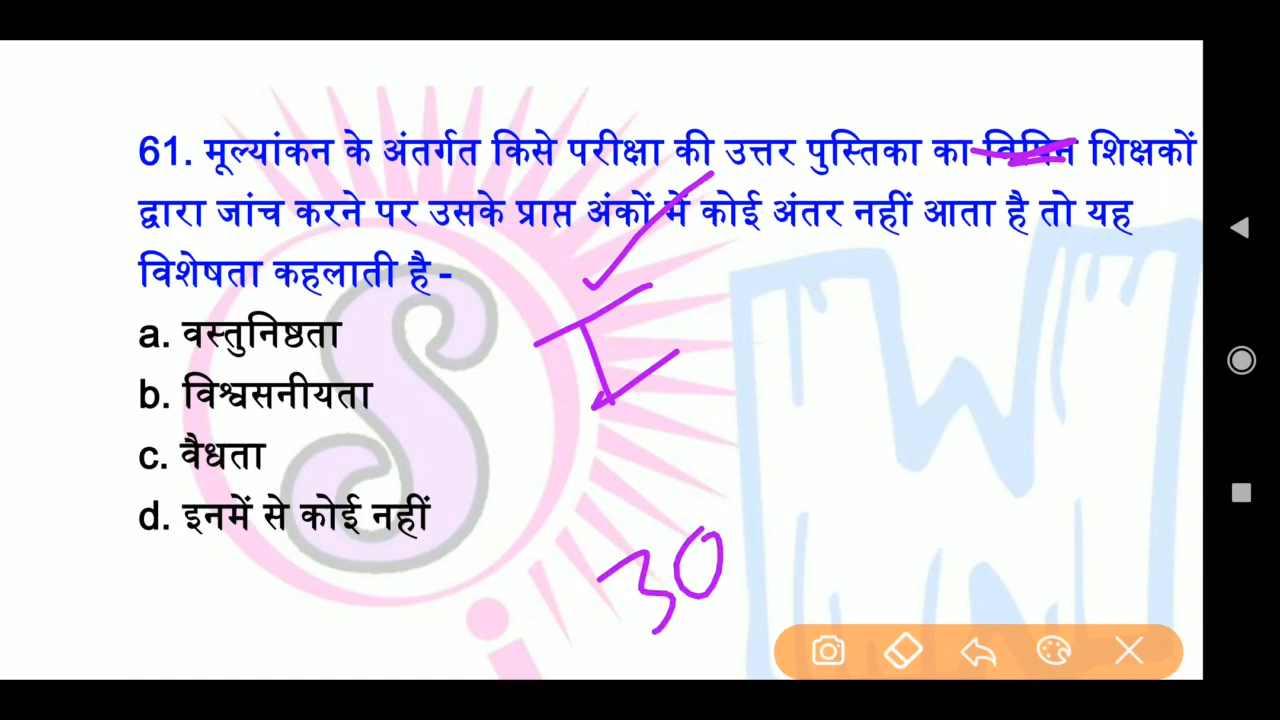 61. मूल्यांकन के अंतर्गत किसे परीक्षा की उत्तर पुस्तिका का शिक्षकों
द्वारा जांच करने पर उसके प्राप्त अंकों में कोई अंतर नहीं आता है तो यह
विशेषता कहलाती है -
a. वस्तुनिष्ठता
b. विश्वसनीयता
c. वैधता
d. इनमें से कोई नहीं
30